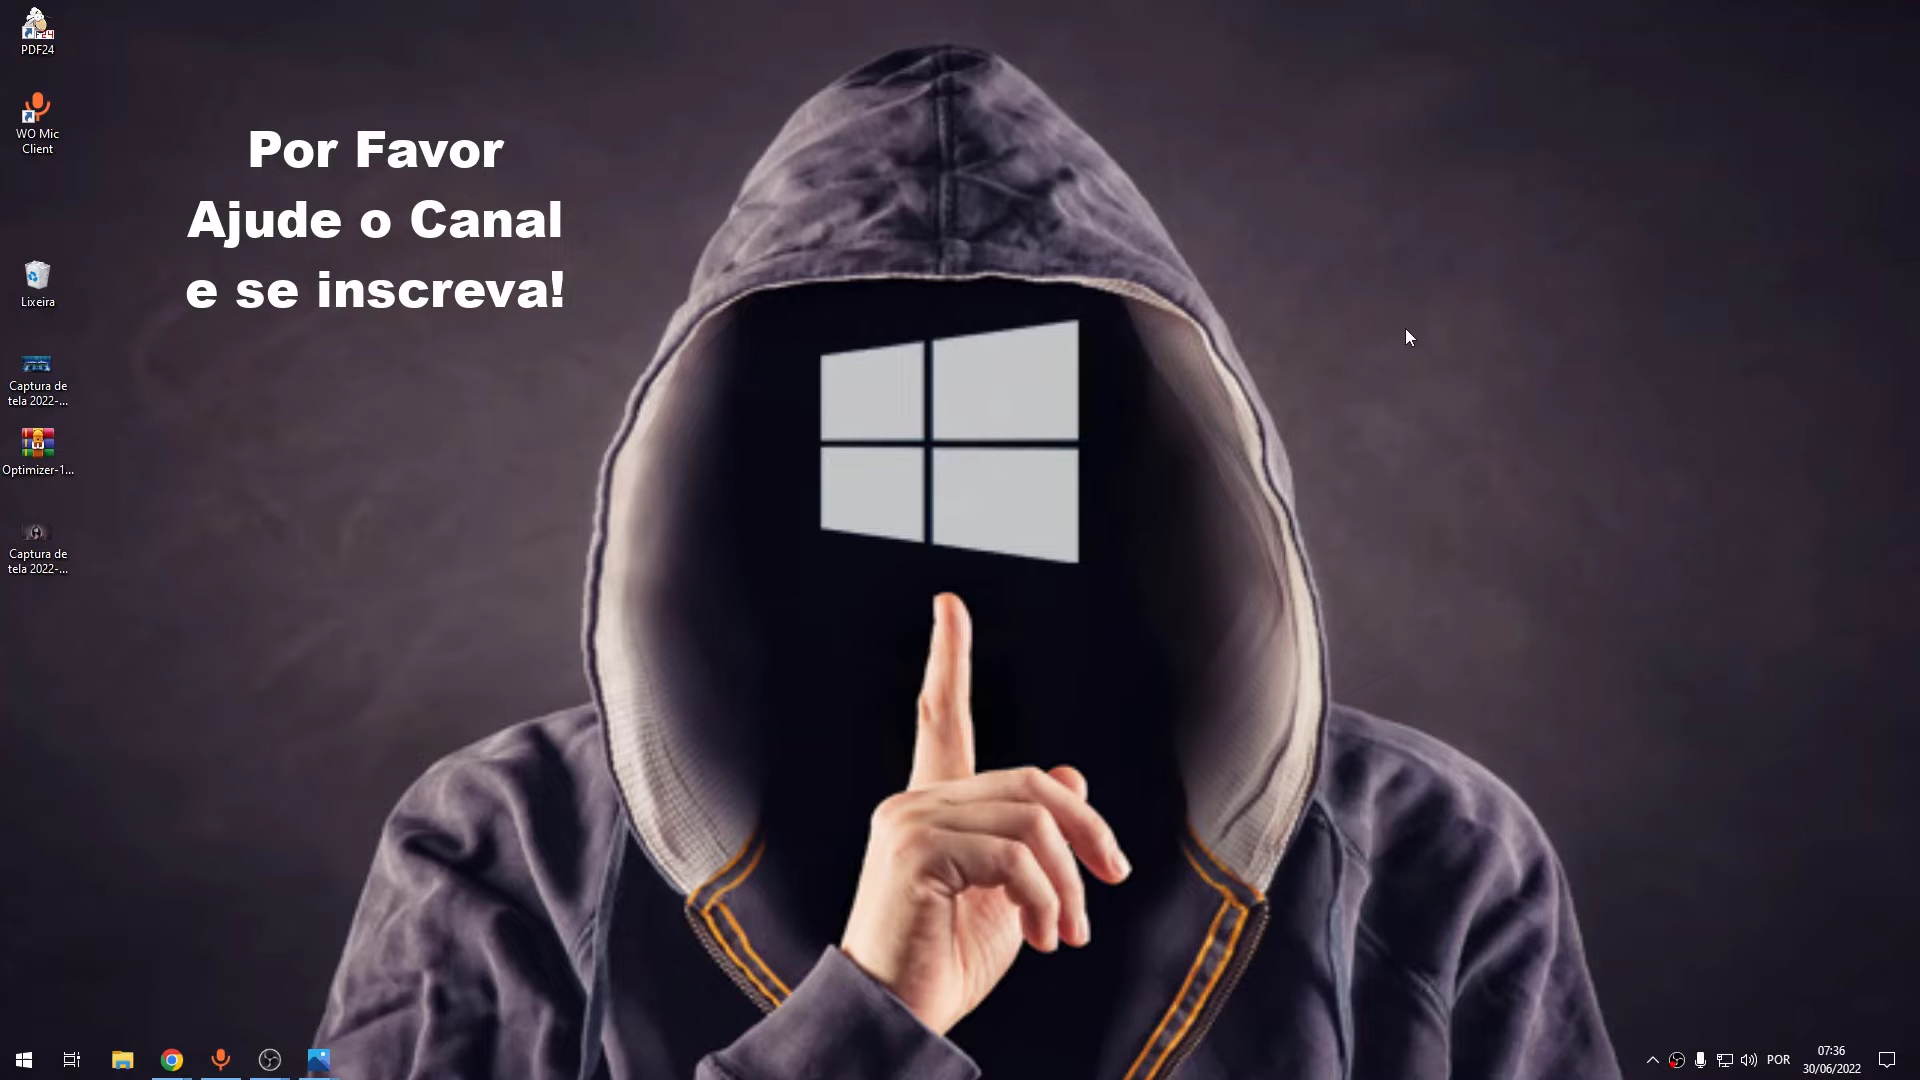 PDF24
WO Mic
Client
Por Favor
Ajude o Canal
e se inscreva!
Lixeira
Captura de
tela 2022-...
Optimizer-1...
Captura de
tela 2022-...
POR
07:36
30/06/2022